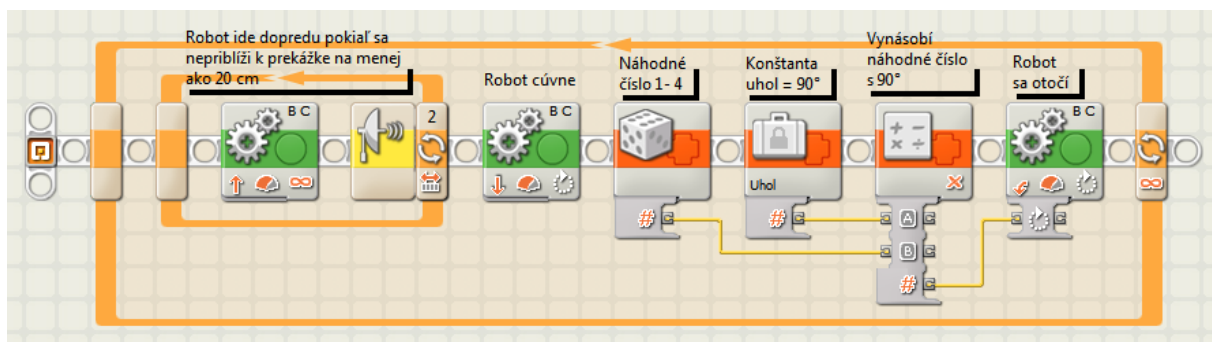 Robot ide dopredu pokiaľ sa
nepriblíži k prekážke na menej
ako 20 cm
Robot cúvne
Náhodné
číslo 1- 4
Konštanta
uhol = 90°
Vynásobí
náhodné číslo
s 90°
Robot
sa otočí
B C
2
B C
B C
Uhol
#
#
A
B
#